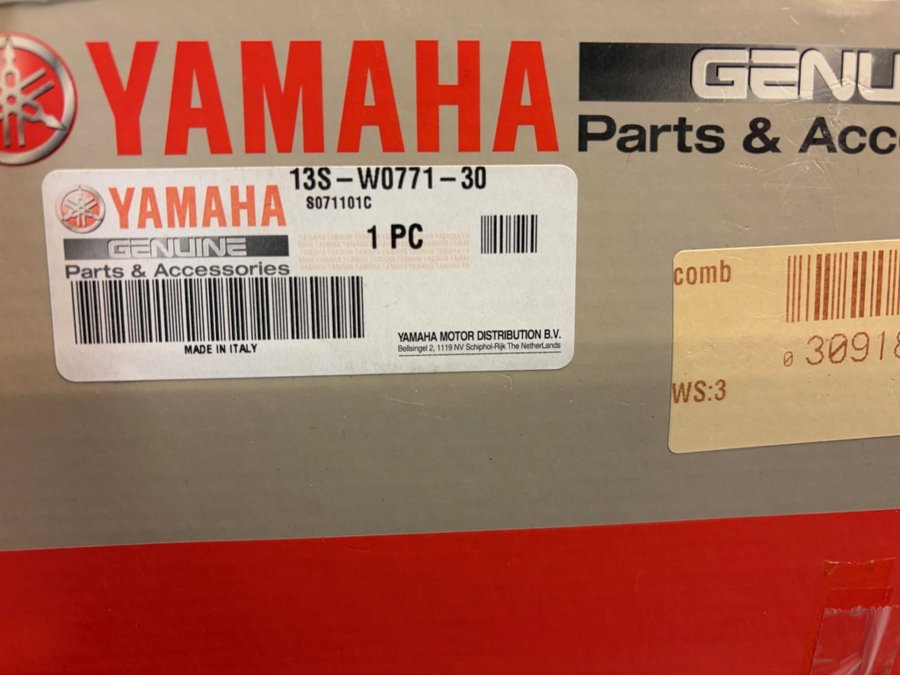 YAMAHA
GENU
Parts & Acc
13S-W0771-30
S071101C
YAMAHA
GENUINE
Parts & Accessories
1 PC
MADE IN ITALY
YAMAHA MOTOR DISTRIBUTION B.V.
Bellsingel 2, 1119 NV Schiphol-Rijk The NetherLands
comb
0 30918
WS:3